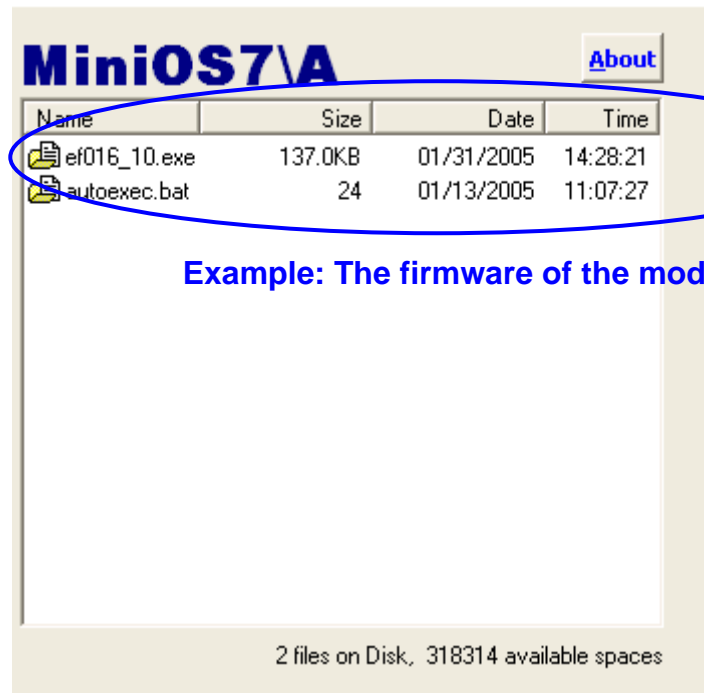 MiniOS7\A
About
Name Size Date Time
ef016_10.exe 137.0KB 01/31/2005 14:28:21
autoexec.bat 24 01/13/2005 11:07:27
Example: The firmware of the mod
2 files on Disk, 318314 available spaces